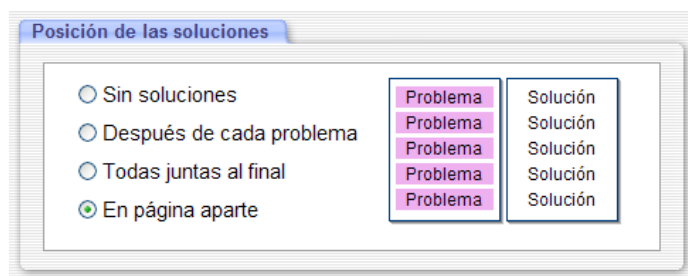 Posición de las soluciones
Sin soluciones
Después de cada problema
Todas juntas al final
En página aparte
Problema
Problema
Problema
Problema
Problema
Solución
Solución
Solución
Solución
Solución